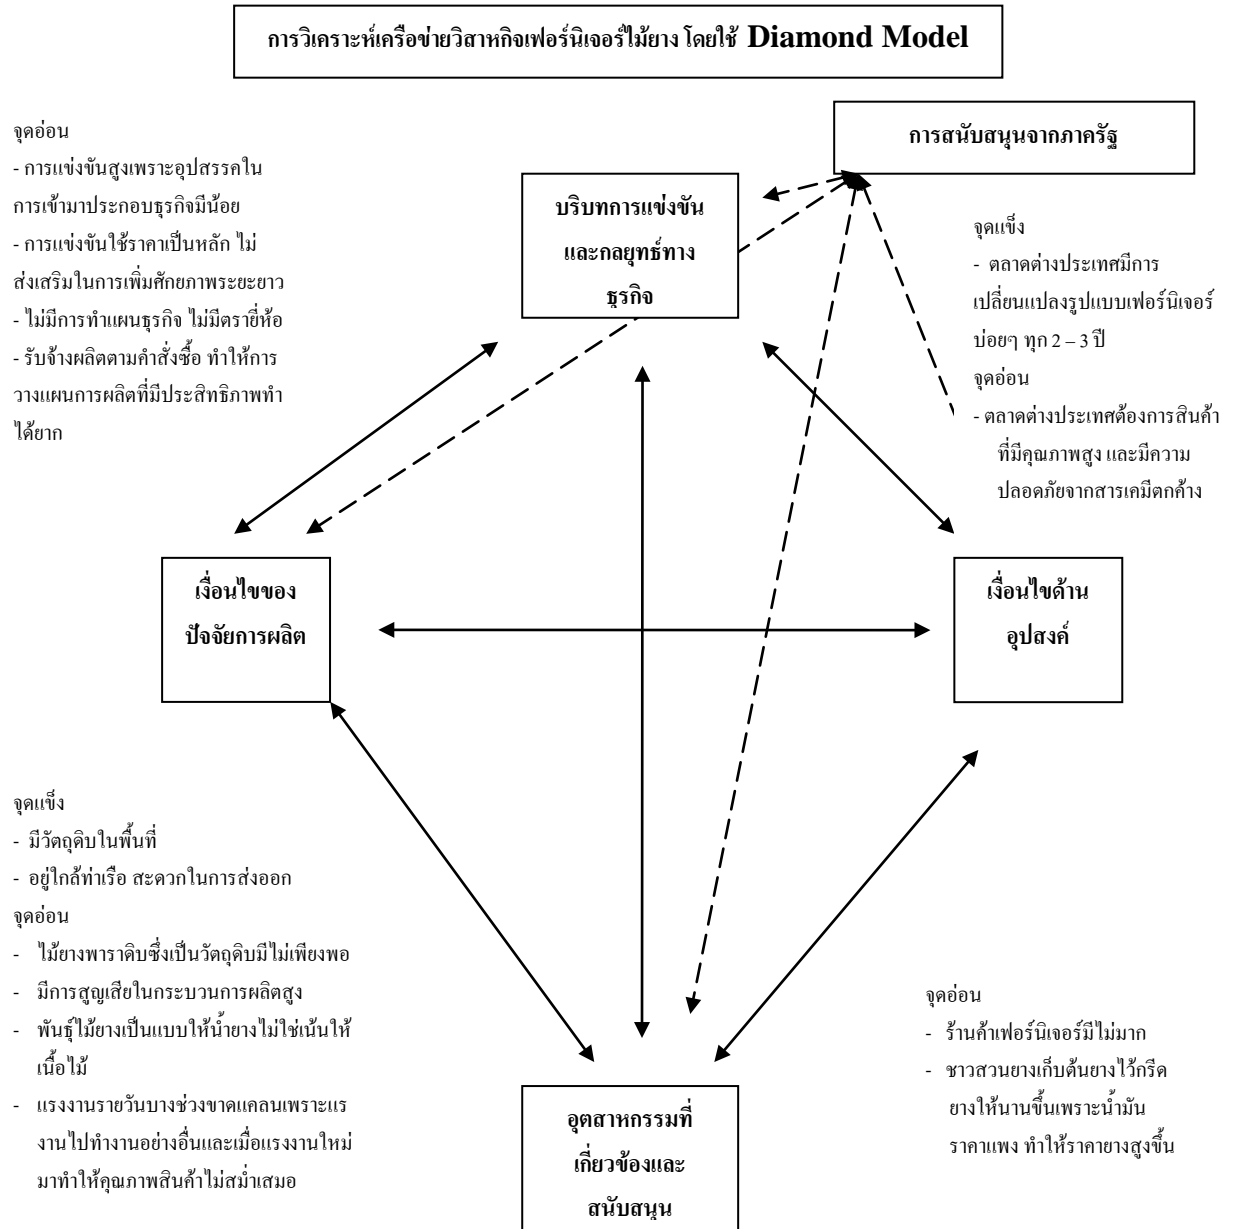 การวิเคราะห์เครือข่ายวิสาหกิจเฟอร์นิเจอร์ไม้ยาง โดยใช้ Diamond Model
จุดอ่อน
- การแข่งขันสูงเพราะอุปสรรคใน
การเข้ามาประกอบธุรกิจมีน้อย
- การแข่งขันใช้ราคาเป็นหลัก ไม่
ส่งเสริมในการเพิ่มศักยภาพระยะยาว
- ไม่มีการทำแผนธุรกิจ ไม่มีตรายี่ห้อ
- รับจ้างผลิตตามคำสั่งซื้อ ทำให้การ
วางแผนการผลิตที่มีประสิทธิภาพทำ
ได้ยาก
บริบทการแข่งขัน
และกลยุทธ์ทาง
ธุรกิจ
การสนับสนุนจากภาครัฐ
จุดแข็ง
- ตลาดต่างประเทศมีการ
เปลี่ยนแปลงรูปแบบเฟอร์นิเจอร์
บ่อยๆ ทุก 2 – 3 ปี
จุดอ่อน
- ตลาดต่างประเทศต้องการสินค้า
ที่มีคุณภาพสูง และมีความ
ปลอดภัยจากสารเคมีตกค้าง
เงื่อนไขของ
ปัจจัยการผลิต
เงื่อนไขด้าน
อุปสงค์
จุดแข็ง
- มีวัตถุดิบในพื้นที่
- อยู่ใกล้ท่าเรือ สะดวกในการส่งออก
จุดอ่อน
- ไม้ยางพาราดิบซึ่งเป็นวัตถุดิบมีไม่เพียงพอ
- มีการสูญเสียในกระบวนการผลิตสูง
- พันธุ์ไม้ยางเป็นแบบให้น้ำยางไม่ใช่เน้นให้
เนื้อไม้
- แรงงานรายวันบางช่วงขาดแคลนเพราะแร
งานไปทำงานอย่างอื่นและเมื่อแรงงานใหม่
มาทำให้คุณภาพสินค้าไม่สม่ำเสมอ
อุตสาหกรรมที่
เกี่ยวข้องและ
สนับสนุน
จุดอ่อน
- ร้านค้าเฟอร์นิเจอร์มีไม่มาก
- ชาวสวนยางเก็บต้นยางไว้กรีด
ยางให้นานขึ้นเพราะน้ำมัน
ราคาแพง ทำให้ราคายางสูงขึ้น